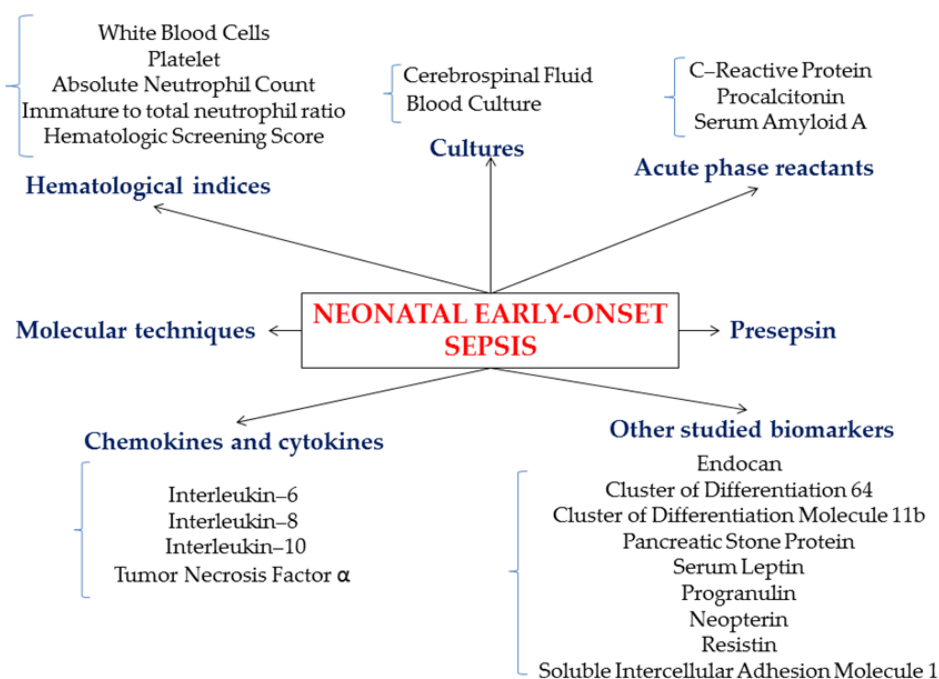 White Blood Cells
Platelet
Absolute Neutrophil Count
Immature to total neutrophil ratio
Hematologic Screening Score
Hematological indices
Cerebrospinal Fluid
Blood Culture
Cultures
C–Reactive Protein
Procalcitonin
Serum Amyloid A
Acute phase reactants
Molecular techniques
NEONATAL EARLY-ONSET
SEPSIS
Presepsin
Chemokines and cytokines
Interleukin–6
Interleukin–8
Interleukin–10
Tumor Necrosis Factor α
Other studied biomarkers
Endocan
Cluster of Differentiation 64
Cluster of Differentiation Molecule 11b
Pancreatic Stone Protein
Serum Leptin
Progranulin
Neopterin
Resistin
Soluble Intercellular Adhesion Molecule 1